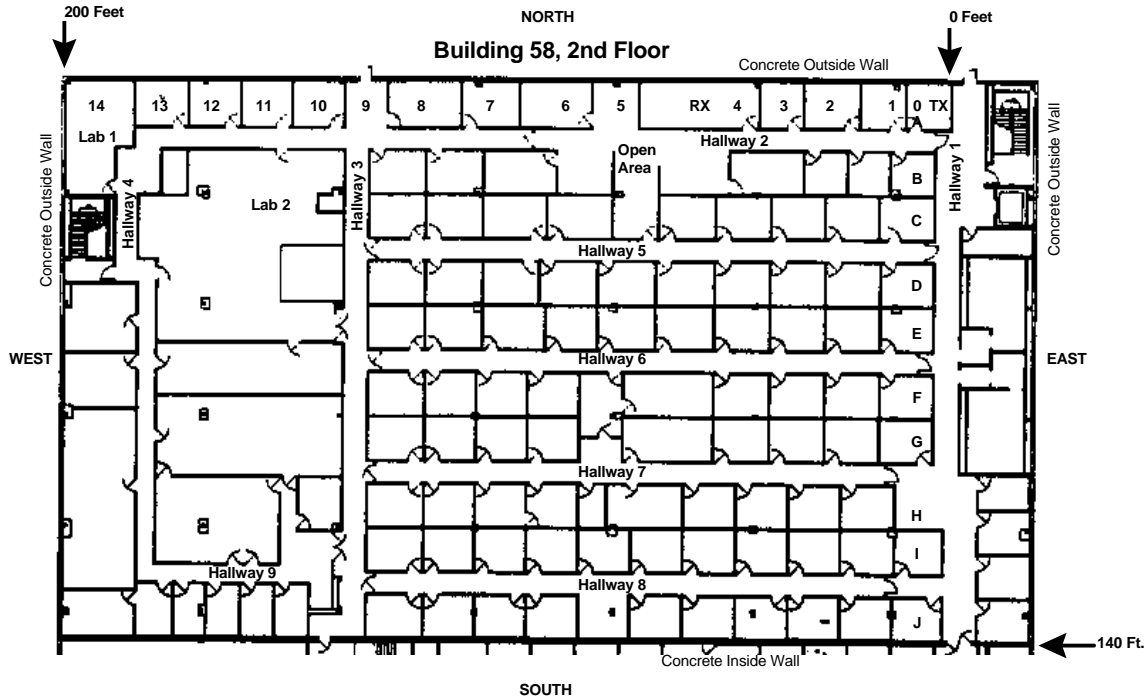 200 Feet
NORTH
0 Feet
Building 58, 2nd Floor
Concrete Outside Wall
14 13 12 11 10 9 8 7 6 5 RX 4 3 2 1 0 TX
A
Lab 1
Hallway 2
Open
Area
Concrete Outside Wall
Hallway 4
Lab 2
Hallway 3
B
Hallway 1
Concrete Outside Wall
C
Hallway 5
D
E
WEST
Hallway 6
EAST
F
G
Hallway 7
H
I
Hallway 9
Hallway 8
J
140 Ft.
Concrete Inside Wall
SOUTH